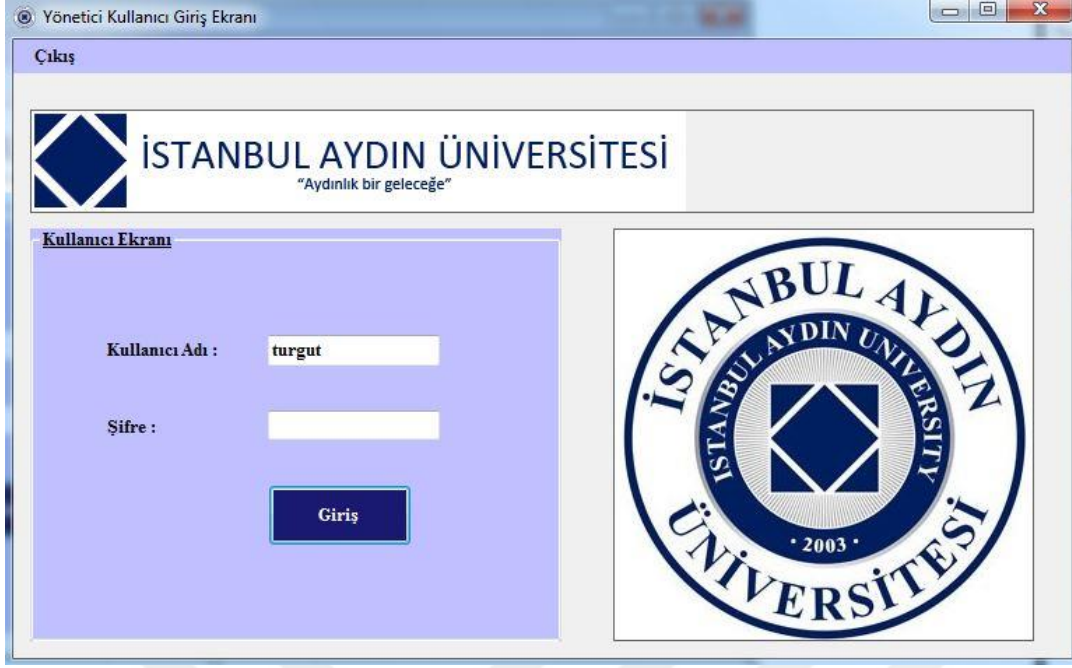 Yönetici Kullanıcı Giriş Ekranı
Çıkış
İSTANBUL AYDIN ÜNİVERSİTESİ
“Aydınlık bir geleceğe”
Kullanıcı Ekranı
Kullanıcı Adı : turgut
Şifre :
Giriş
İSTANBUL AYDIN
ÜNİVERSİTESİ
ISTANBUL AYDIN UNIVERSITY
· 2003 ·